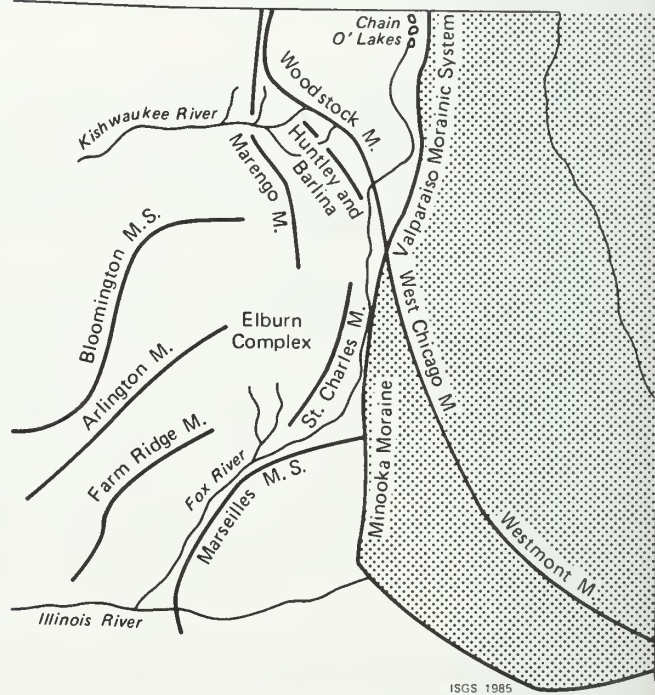 Chain
O' Lakes
Woodstock M.
Kishwaukee River
Huntley and
Barlina
Marengo M.
Valparaiso Morainic System
Bloomington M.S.
West Chicago M.
Elburn
Complex
St. Charles M.
Arlington M.
Farm Ridge M.
Minooka Moraine
Fox River
Marseilles M. S.
Westmont M.
Illinois River
ISGS 1985